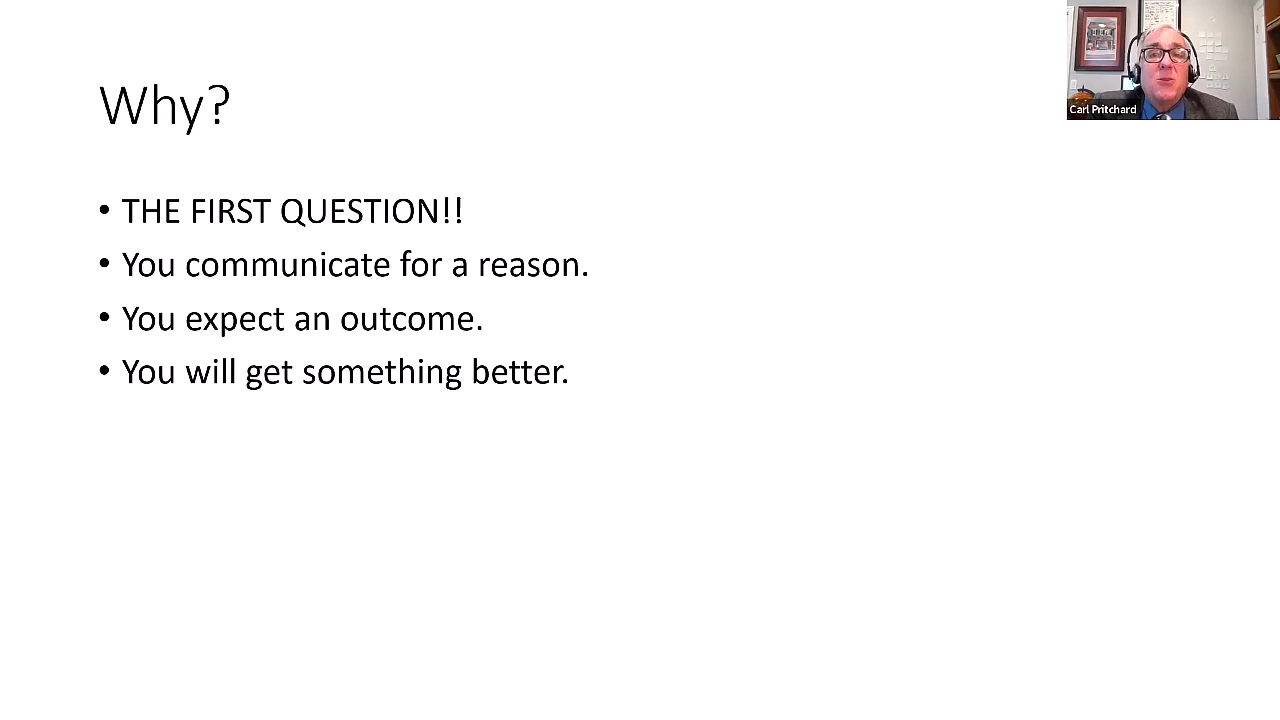 Why?
• THE FIRST QUESTION!!
• You communicate for a reason.
• You expect an outcome.
• You will get something better.
Carl Pritchard